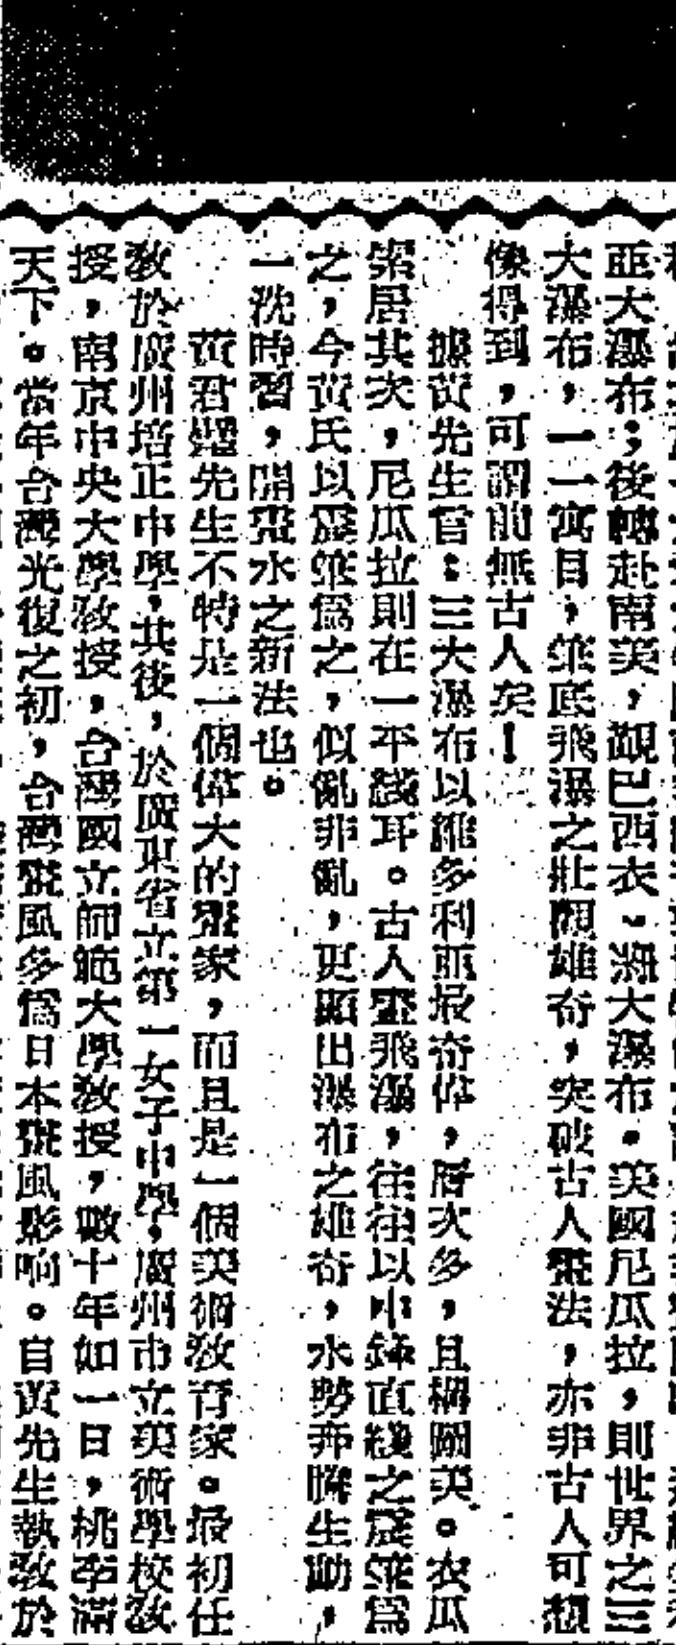 亞大瀑布；後轉赴南美，觀巴西衣、淅大瀑布。美國尼瓜拉，則世界之三
大瀑布，一一寓目，筆底飛瀑之壯觀雄奇，突破古人畫法，亦非古人可想
像得到，可謂前無古人矣！
據黃先生言：三大瀑布以維多利亞最奇偉，層次多，且構圖美。衣瓜
索居其次，尼瓜拉則在一平綫耳。古人畫飛瀑，往往以中鋒直綫之筆爲
之，今黃氏以震筆爲之，似亂非亂，更顯出瀑布之雄奇，水勢奔騰生動，
一洗時習，開畫水之新法也。
黃君璧先生不特是一個偉大的畫家，而且是一個美術教育家。最初任
教於廣州培正中學，其後，於廣東省立第一女子中學，廣州市立美術學校教
授，南京中央大學教授，台灣國立師範大學教授，數十年如一日，桃李滿
天下。當年台灣光復之初，台灣畫風多爲日本畫風影响。自黃先生執教於